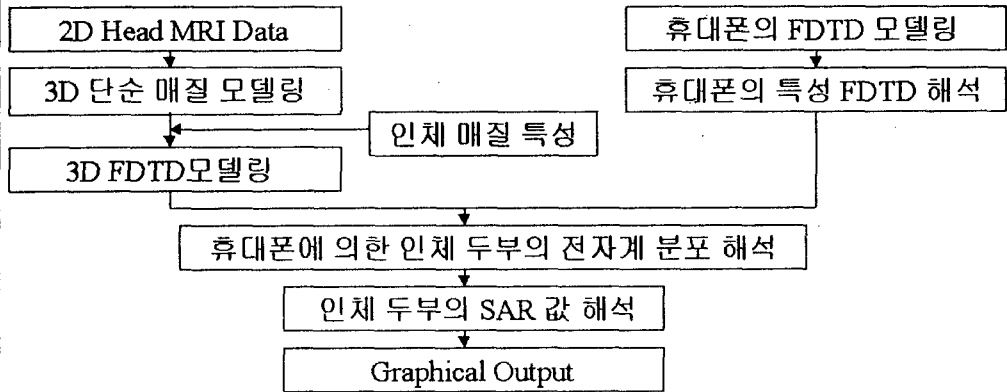 2D Head MRI Data
휴대폰의 FDTD 모델링
3D 단순 매질 모델링
휴대폰의 특성 FDTD 해석
인체 매질 특성
3D FDTD모델링
휴대폰에 의한 인체 두부의 전자계 분포 해석
인체 두부의 SAR 값 해석
Graphical Output